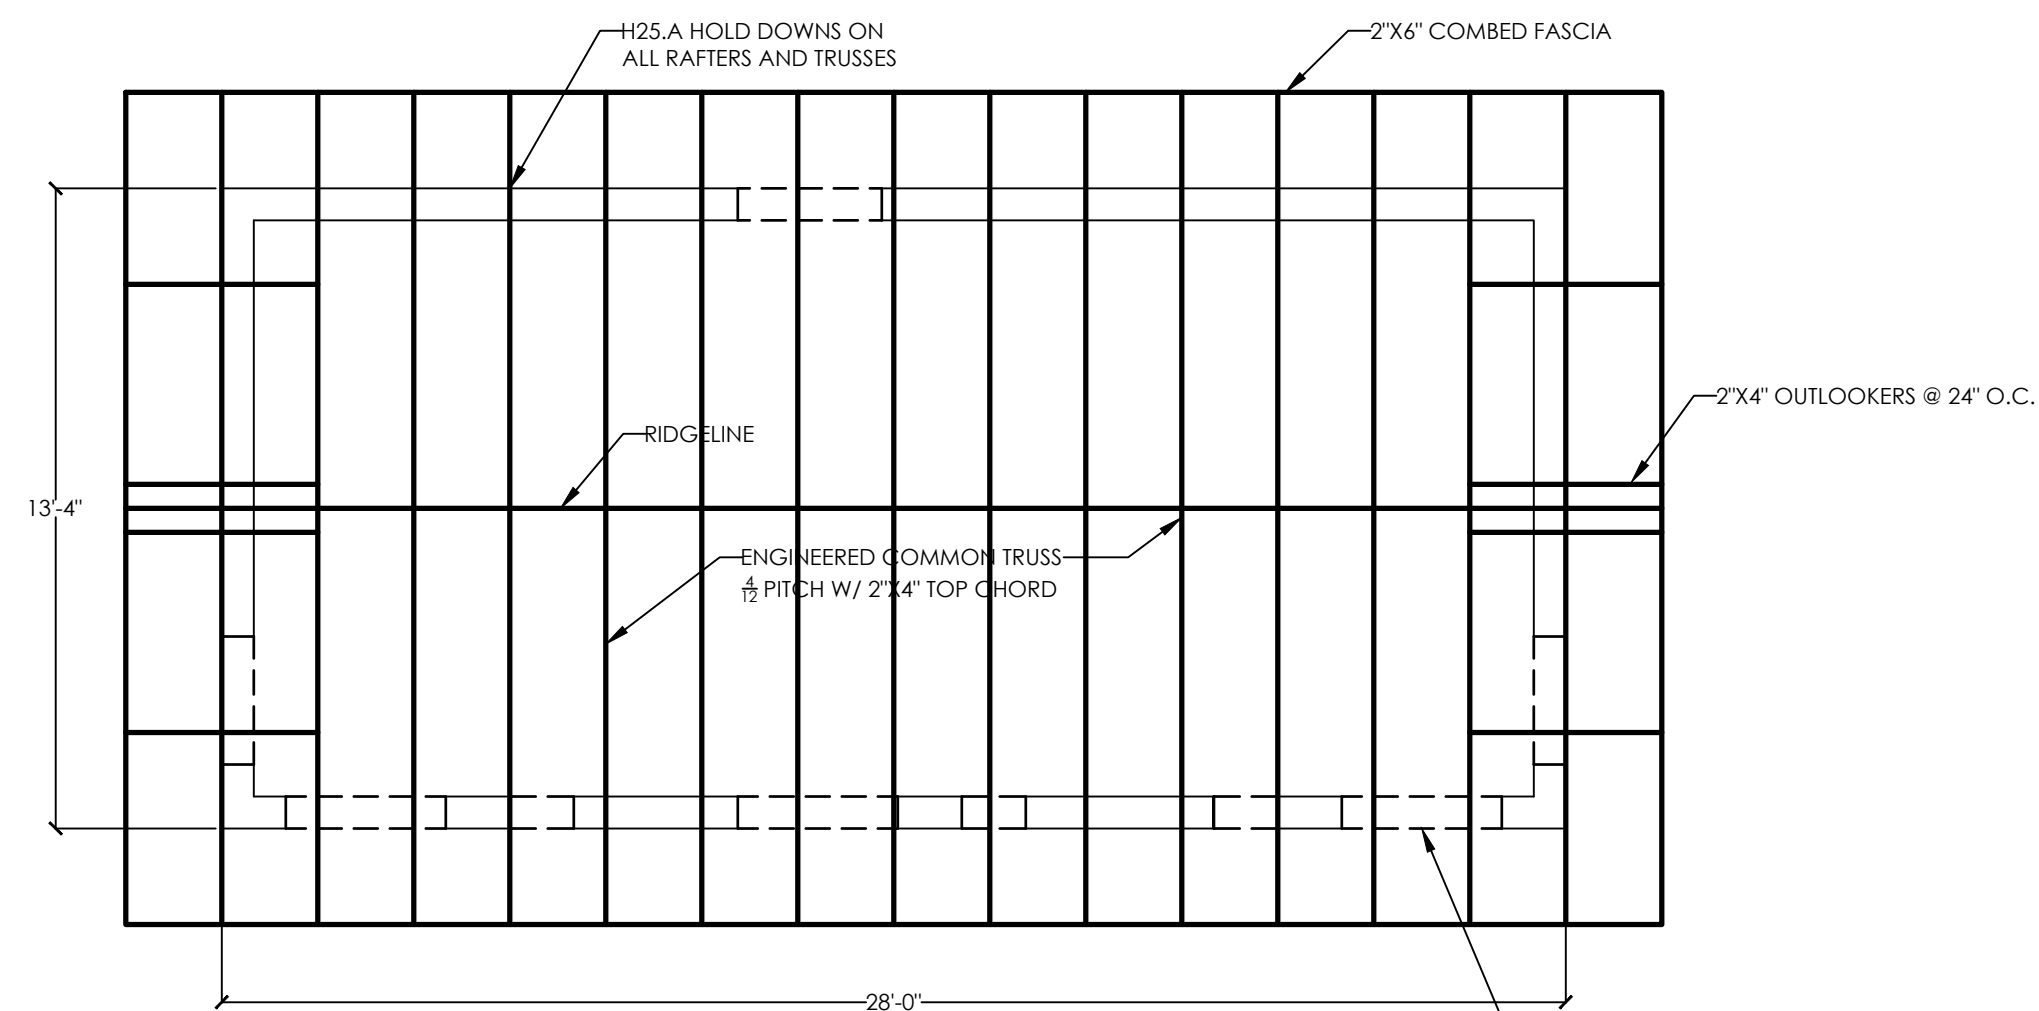 H25.A HOLD DOWNS ON
ALL RAFTERS AND TRUSSES
2"X6" COMBED FASCIA
2"X4" OUTLOOKERS @ 24" O.C.
RIDGELINE
13'-4"
ENGINEERED COMMON TRUSS
4/12 PITCH W/ 2"X4" TOP CHORD
28'-0"